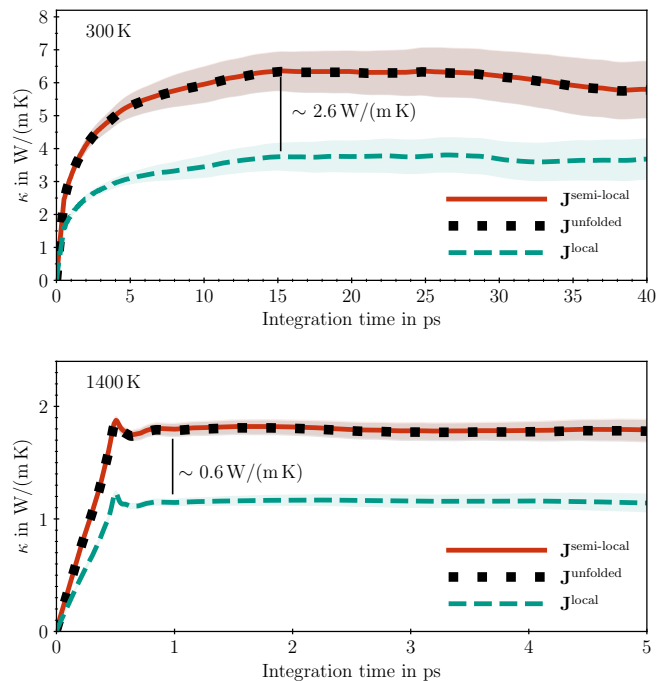 300 K
8
7
6
5
4
3
2
1
0
κ in W/(m K)
∼ 2.6 W/(m K)
J^semi-local
J^unfolded
J^local
0 5 10 15 20 25 30 35 40
Integration time in ps
1400 K
2
1
0
κ in W/(m K)
∼ 0.6 W/(m K)
J^semi-local
J^unfolded
J^local
0 1 2 3 4 5
Integration time in ps